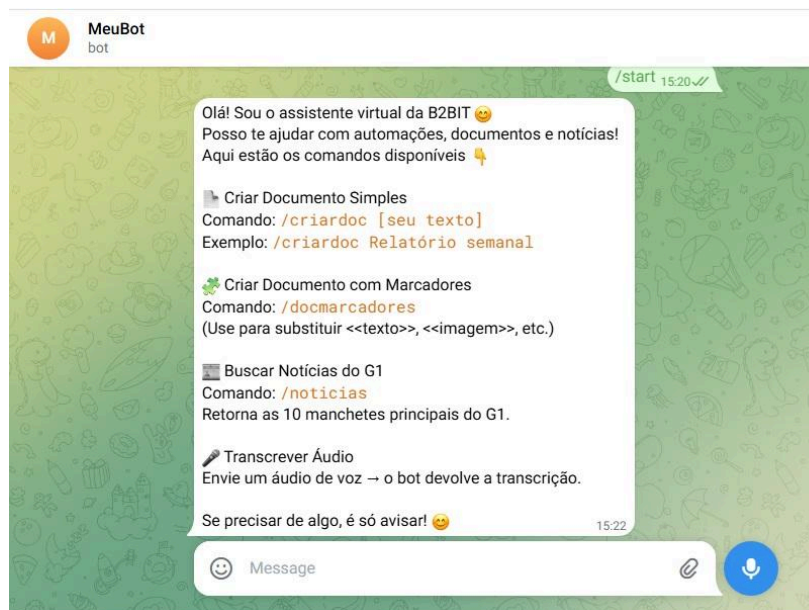 M
MeuBot
bot
/start 15:20
Olá! Sou o assistente virtual da B2BIT 😊
Posso te ajudar com automações, documentos e notícias!
Aqui estão os comandos disponíveis 👇
Criar Documento Simples
Comando: /criardoc [seu texto]
Exemplo: /criardoc Relatório semanal
🧩 Criar Documento com Marcadores
Comando: /docmarcadores
(Use para substituir <<texto>>, <<imagem>>, etc.)
📰 Buscar Notícias do G1
Comando: /noticias
Retorna as 10 manchetes principais do G1.
🎤 Transcrever Áudio
Envie um áudio de voz → o bot devolve a transcrição.
Se precisar de algo, é só avisar! 😊 15:22
Message